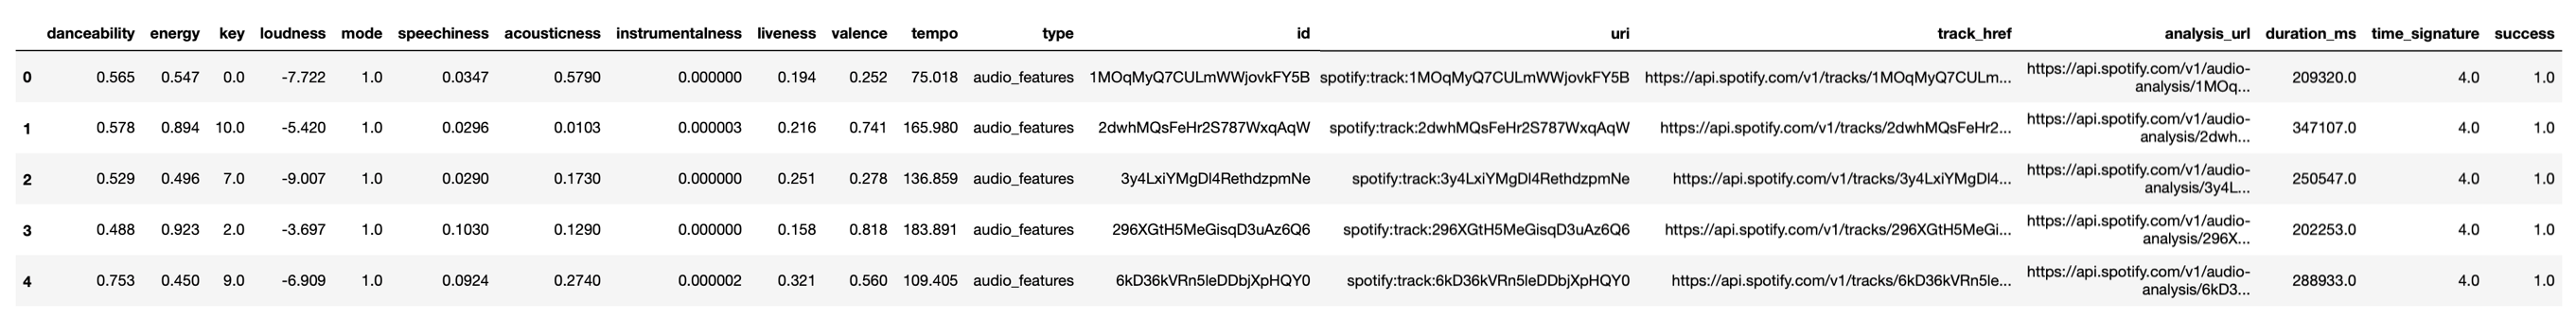 danceability energy key loudness mode speechiness acousticness instrumentalness liveness valence tempo type id uri track_href analysis_url duration_ms time_signature success
0 0.565 0.547 0.0 -7.722 1.0 0.0347 0.5790 0.000000 0.194 0.252 75.018 audio_features 1MOqMyQ7CULmWWjovkFY5B spotify:track:1MOqMyQ7CULmWWjovkFY5B https://api.spotify.com/v1/tracks/1MOqMyQ7CULm... https://api.spotify.com/v1/audio- 209320.0 4.0 1.0
analysis/1MOq...
1 0.578 0.894 10.0 -5.420 1.0 0.0296 0.0103 0.000003 0.216 0.741 165.980 audio_features 2dwhMQsFeHr2S787WxqAqW spotify:track:2dwhMQsFeHr2S787WxqAqW https://api.spotify.com/v1/tracks/2dwhMQsFeHr2... https://api.spotify.com/v1/audio- 347107.0 4.0 1.0
analysis/2dwh...
2 0.529 0.496 7.0 -9.007 1.0 0.0290 0.1730 0.000000 0.251 0.278 136.859 audio_features 3y4LxiYMgDl4RethdzpmNe spotify:track:3y4LxiYMgDl4RethdzpmNe https://api.spotify.com/v1/tracks/3y4LxiYMgDl4... https://api.spotify.com/v1/audio- 250547.0 4.0 1.0
analysis/3y4L...
3 0.488 0.923 2.0 -3.697 1.0 0.1030 0.1290 0.000000 0.158 0.818 183.891 audio_features 296XGtH5MeGisqD3uAz6Q6 spotify:track:296XGtH5MeGisqD3uAz6Q6 https://api.spotify.com/v1/tracks/296XGtH5MeGi... https://api.spotify.com/v1/audio- 202253.0 4.0 1.0
analysis/296X...
4 0.753 0.450 9.0 -6.909 1.0 0.0924 0.2740 0.000002 0.321 0.560 109.405 audio_features 6kD36kVRn5leDDbjXpHQY0 spotify:track:6kD36kVRn5leDDbjXpHQY0 https://api.spotify.com/v1/tracks/6kD36kVRn5le... https://api.spotify.com/v1/audio- 288933.0 4.0 1.0
analysis/6kD3...